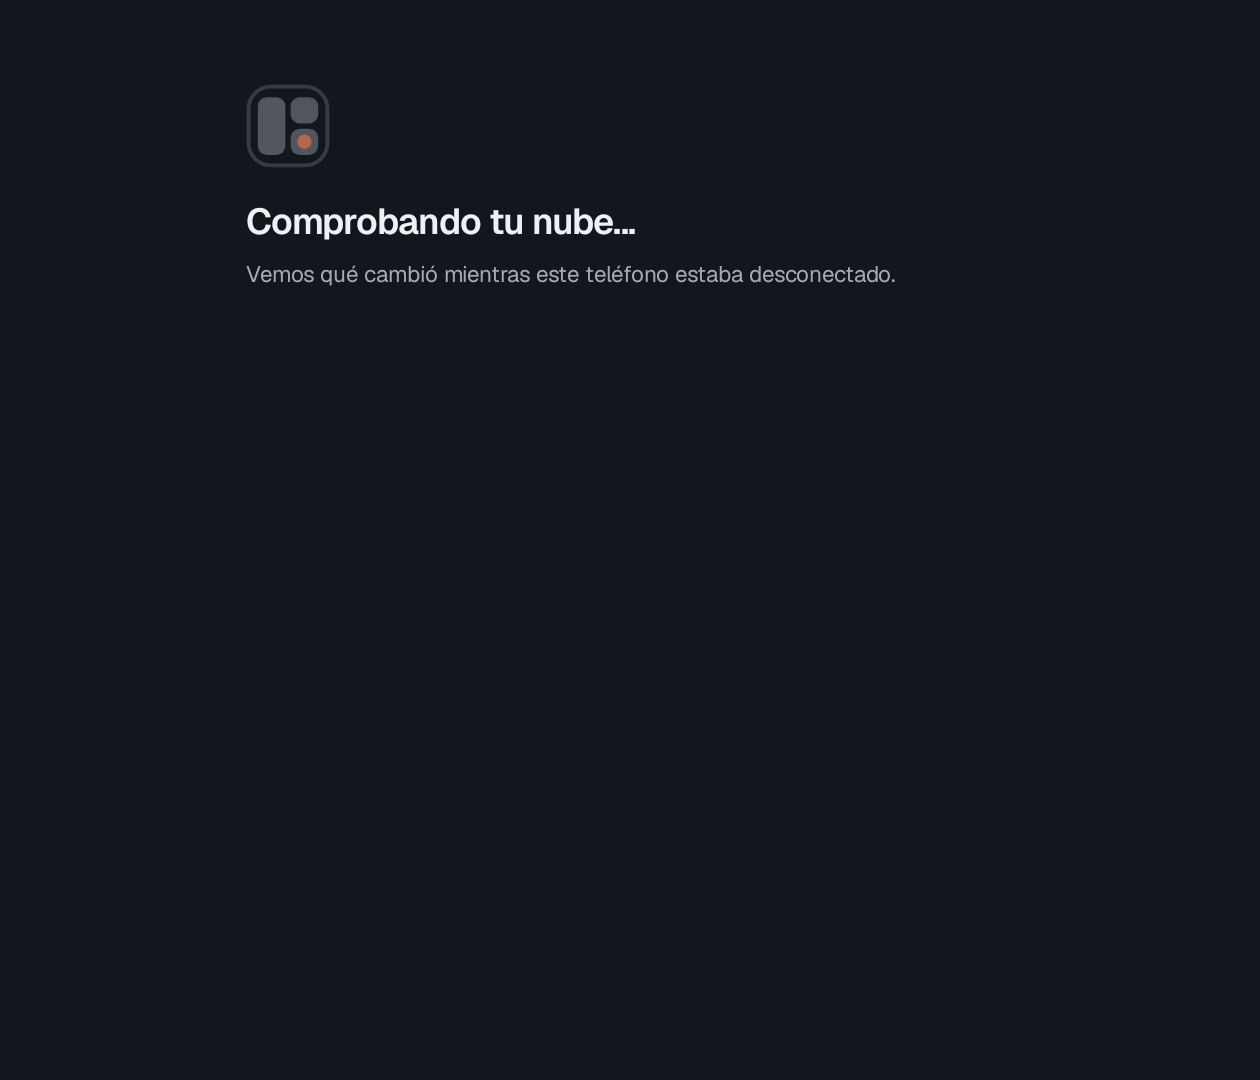 Comprobando tu nube...
Vemos qué cambió mientras este teléfono estaba desconectado.